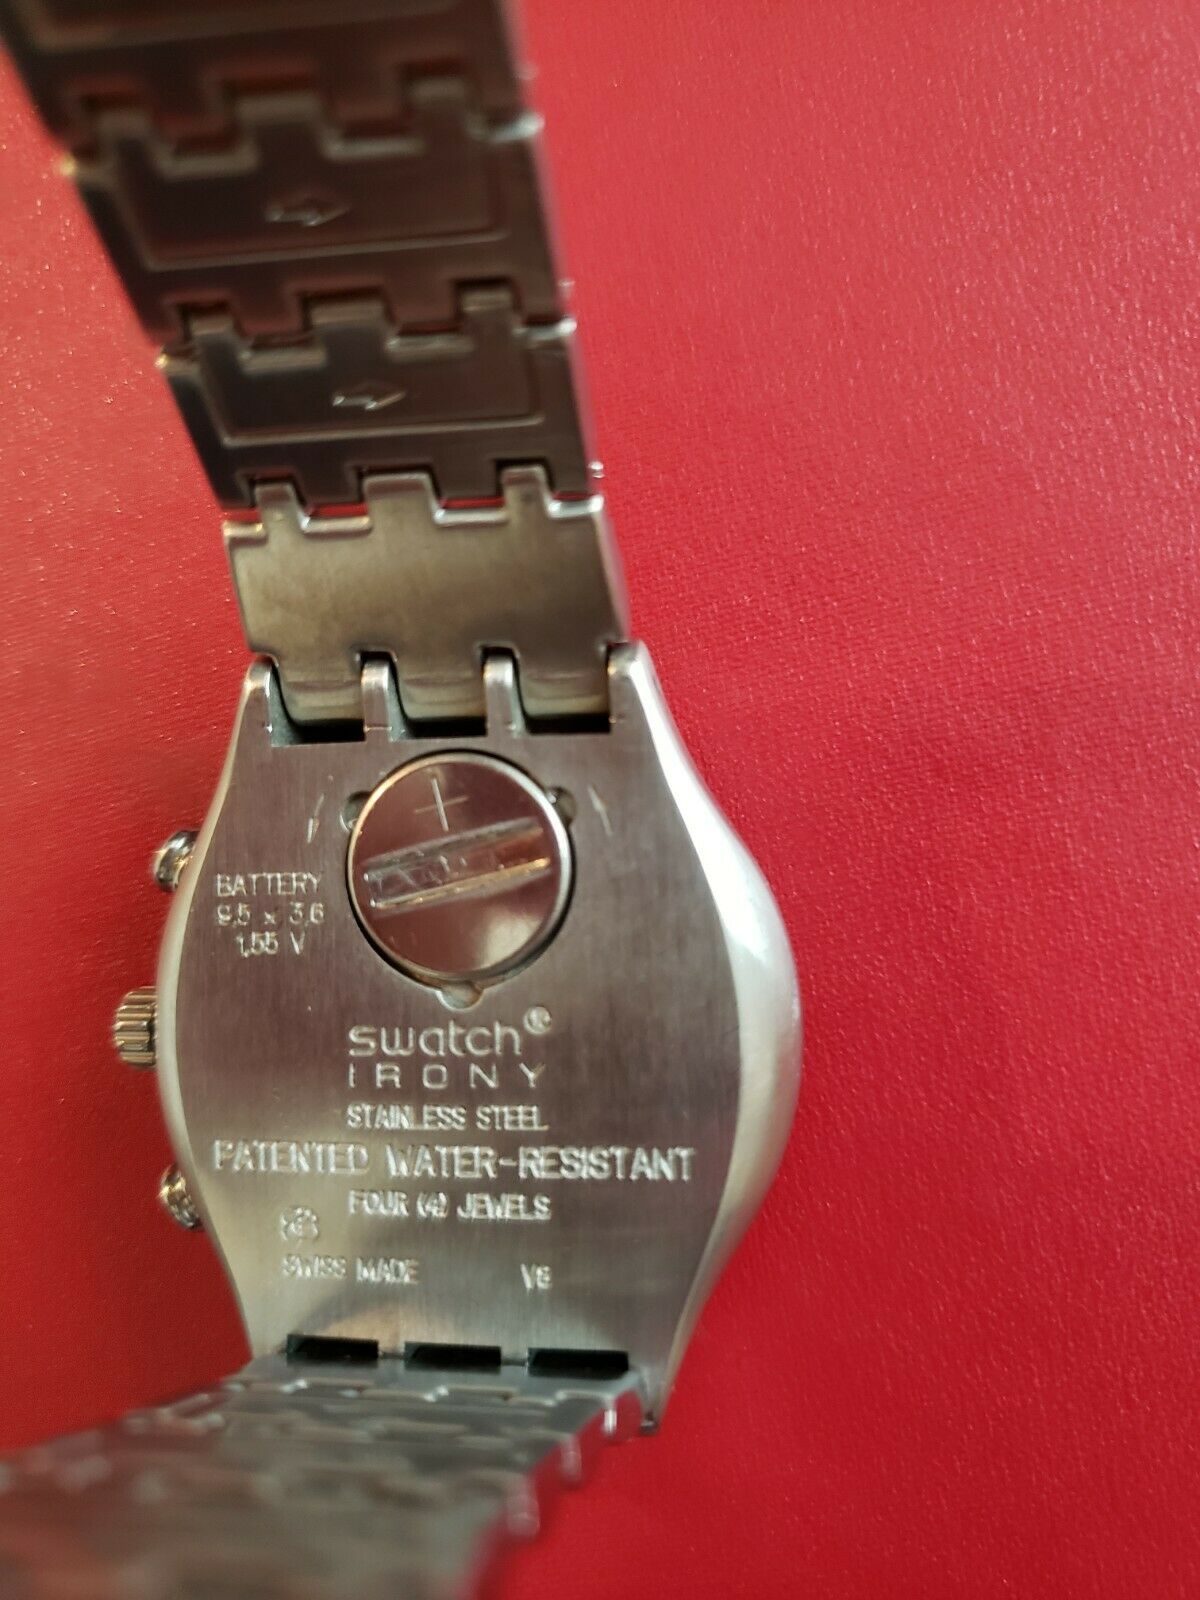 +
BATTERY
9,5 x 3,6
1,55 V
swatch®
IRONY
STAINLESS STEEL
PATENTED WATER-RESISTANT
FOUR (4) JEWELS
SWISS MADE V8